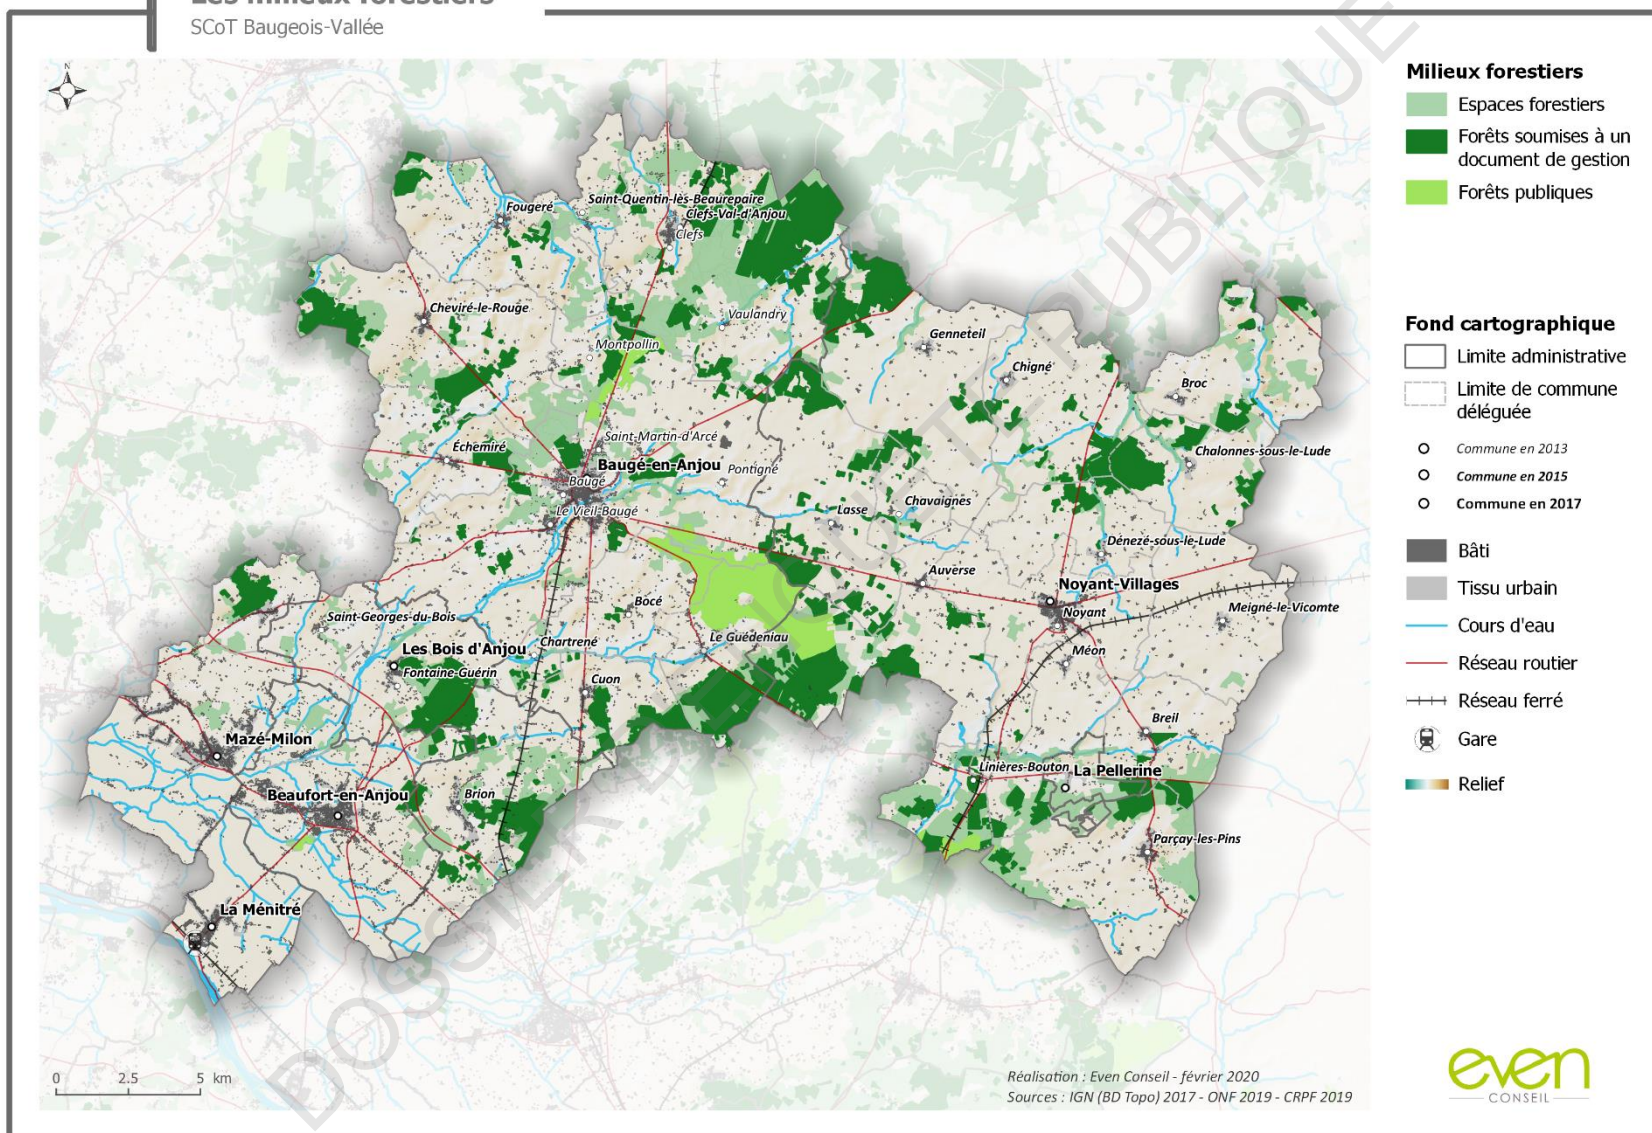 Les milieux forestiers
SCoT Baugeois-Vallée
N
Milieux forestiers
Espaces forestiers
Forêts soumises à un
document de gestion
Forêts publiques
Fond cartographique
Limite administrative
Limite de commune
déléguée
Commune en 2013
Commune en 2015
Commune en 2017
Bâti
Tissu urbain
Cours d'eau
Réseau routier
Réseau ferré
Gare
Relief
Saint-Quentin-lès-Beaurepaire
Fougeré
Clefs-Val-d'Anjou
Clefs
Cheviré-le-Rouge
Vaulandry
Montpollin
Genneteil
Chigné
Broc
Échemiré
Saint-Martin-d'Arcé
Baugé-en-Anjou
Pontigné
Baugé
Chalonnes-sous-le-Lude
Le Vieil-Baugé
Lasse
Chavaignes
Dénezé-sous-le-Lude
Auverse
Noyant-Villages
Noyant
Meigné-le-Vicomte
Bocé
Saint-Georges-du-Bois
Le Guédeniau
Chartrené
Les Bois d'Anjou
Fontaine-Guérin
Cuon
Méon
Breil
Mazé-Milon
Linières-Bouton
La Pellerine
Beaufort-en-Anjou
Brion
Parçay-les-Pins
La Ménitré
0 2.5 5 km
Réalisation : Even Conseil - février 2020
Sources : IGN (BD Topo) 2017 - ONF 2019 - CRPF 2019
even
CONSEIL